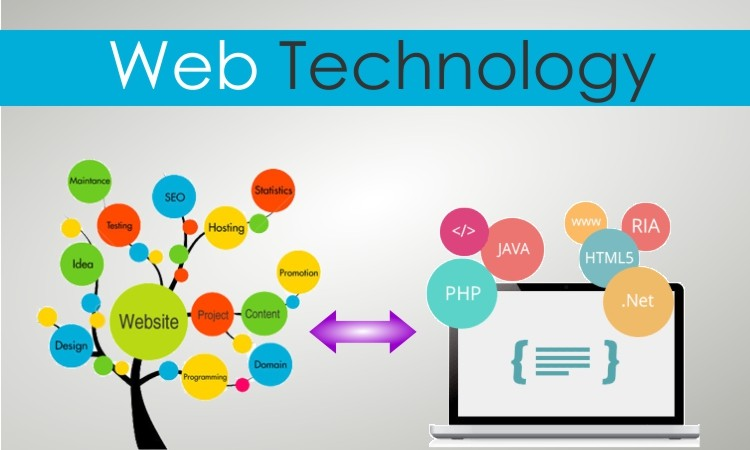 Web Technology
Maintance
SEO
Statistics
Testing
Hosting
Idea
Promotion
Website
Project
Content
Design
Programming
Domain
</>
JAVA
PHP
www
RIA
HTML5
.Net
{ }